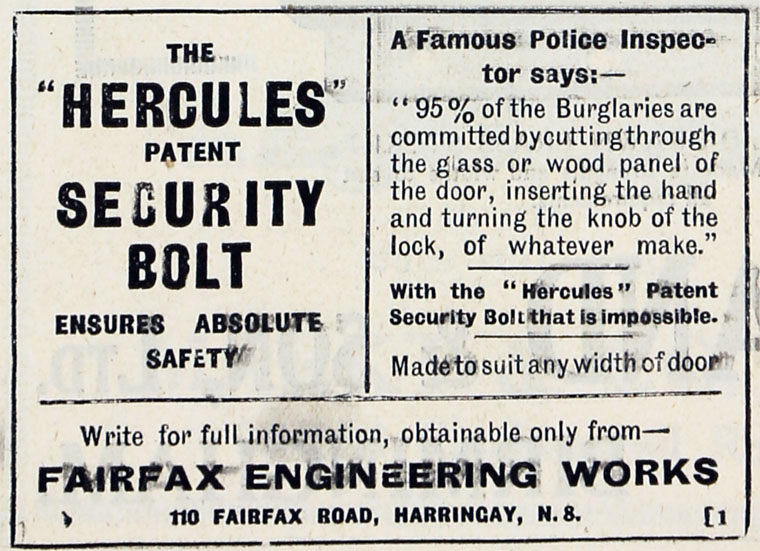 THE
“HERCULES”
PATENT
SECURITY
BOLT
ENSURES ABSOLUTE
SAFETY
A Famous Police Inspec-
tor says:—
“ 95% of the Burglaries are
committed by cutting through
the glass or wood panel of
the door, inserting the hand
and turning the knob of the
lock, of whatever make.”
With the “Hercules” Patent
Security Bolt that is impossible.
Made to suit any width of door
Write for full information, obtainable only from—
FAIRFAX ENGINEERING WORKS
110 FAIRFAX ROAD, HARRINGAY, N. 8.
[1